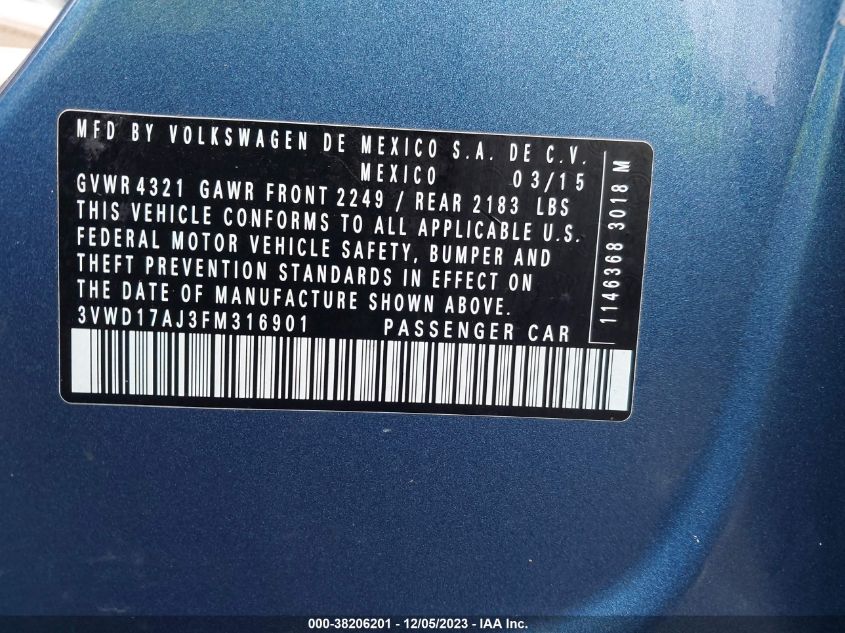 MFD BY VOLKSWAGEN DE MEXICO S.A. DE C.V.
MEXICO 03/15
GVWR 4321 GAWR FRONT 2249 / REAR 2183 LBS
THIS VEHICLE CONFORMS TO ALL APPLICABLE U.S.
FEDERAL MOTOR VEHICLE SAFETY, BUMPER AND
THEFT PREVENTION STANDARDS IN EFFECT ON
THE DATE OF MANUFACTURE SHOWN ABOVE.
3VWD17AJ3FM316901 PASSENGER CAR
1146368 3018 M
000-38206201 - 12/05/2023 - IAA Inc.